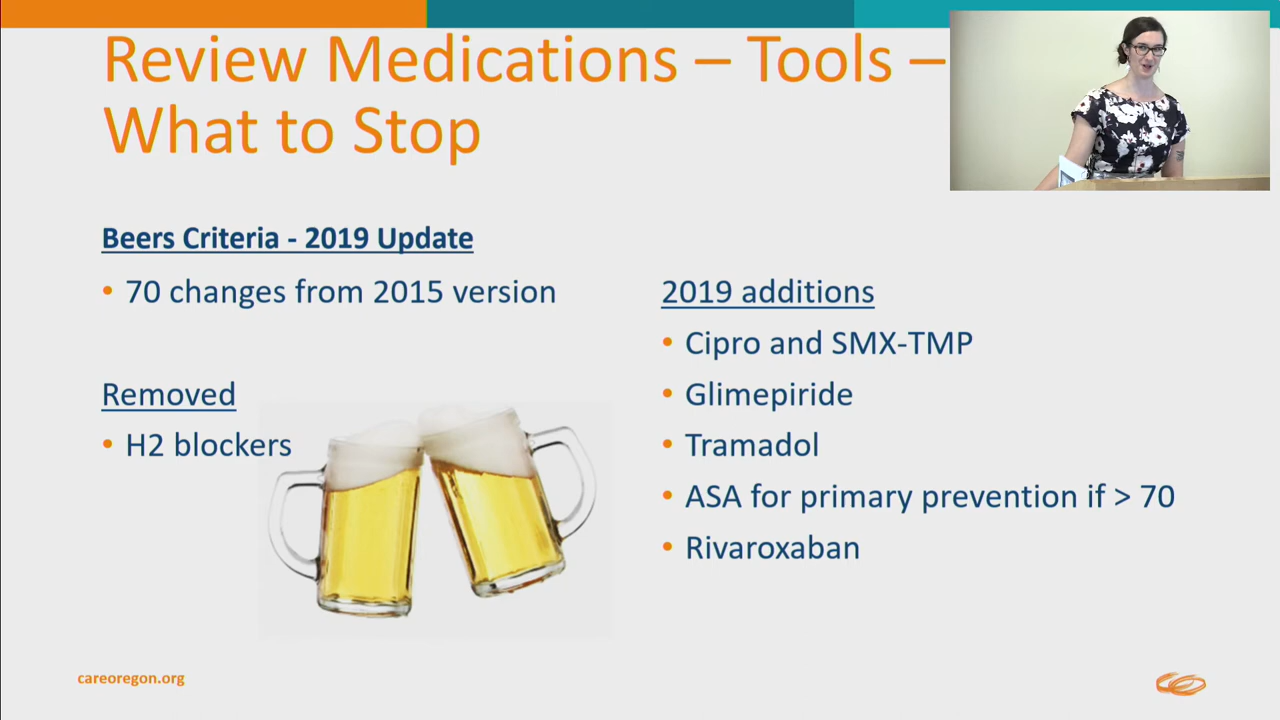 Review Medications – Tools –
What to Stop
Beers Criteria - 2019 Update
• 70 changes from 2015 version
Removed
• H2 blockers
2019 additions
• Cipro and SMX-TMP
• Glimepiride
• Tramadol
• ASA for primary prevention if > 70
• Rivaroxaban
careoregon.org